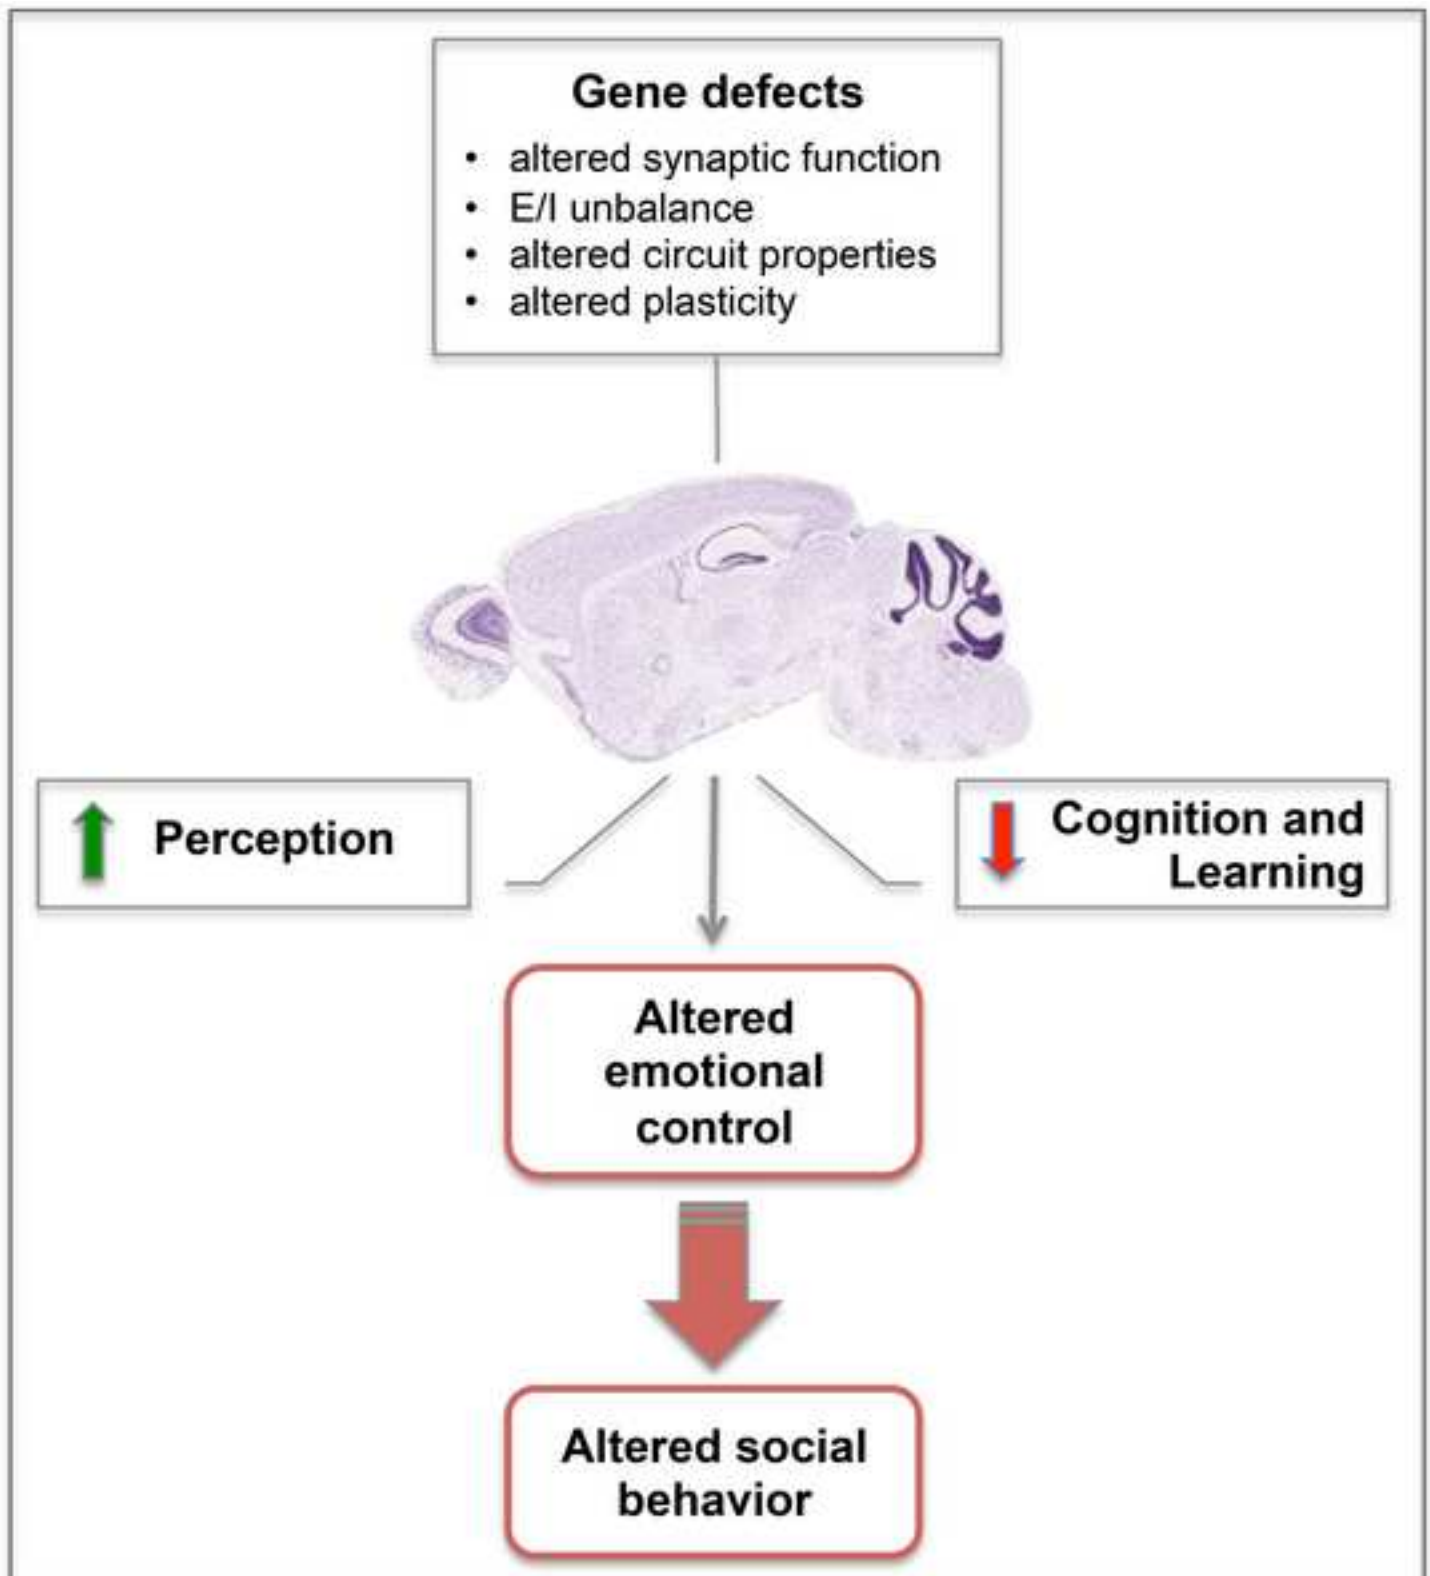 Gene defects
• altered synaptic function
• E/I unbalance
• altered circuit properties
• altered plasticity
Perception
Cognition and
Learning
Altered
emotional
control
Altered social
behavior